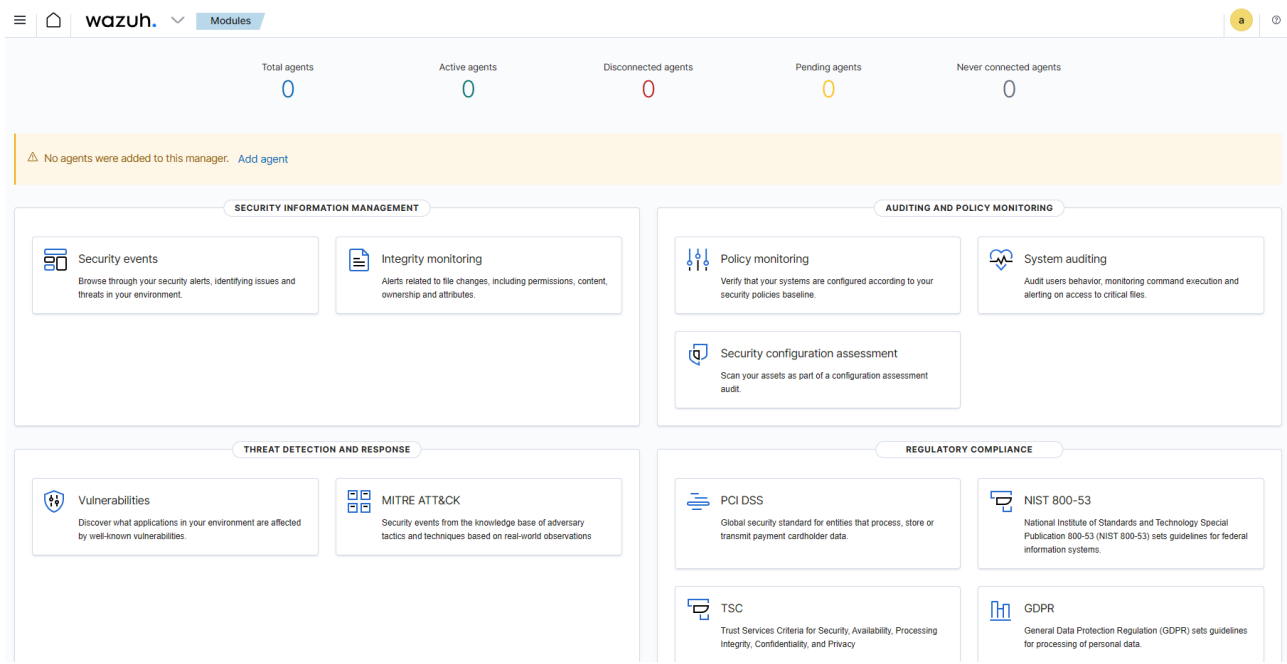 wazuh.
Modules
a
Total agents
Active agents
Disconnected agents
Pending agents
Never connected agents
0
0
0
0
0
No agents were added to this manager. Add agent
SECURITY INFORMATION MANAGEMENT
Security events
Browse through your security alerts, identifying issues and
threats in your environment.
Integrity monitoring
Alerts related to file changes, including permissions, content,
ownership and attributes.
AUDITING AND POLICY MONITORING
Policy monitoring
Verify that your systems are configured according to your
security policies baseline.
System auditing
Audit users behavior, monitoring command execution and
alerting on access to critical files.
Security configuration assessment
Scan your assets as part of a configuration assessment
audit.
THREAT DETECTION AND RESPONSE
Vulnerabilities
Discover what applications in your environment are affected
by well-known vulnerabilities.
MITRE ATT&CK
Security events from the knowledge base of adversary
tactics and techniques based on real-world observations
REGULATORY COMPLIANCE
PCI DSS
Global security standard for entities that process, store or
transmit payment cardholder data.
NIST 800-53
National Institute of Standards and Technology Special
Publication 800-53 (NIST 800-53) sets guidelines for federal
information systems.
TSC
Trust Services Criteria for Security, Availability, Processing
Integrity, Confidentiality, and Privacy
GDPR
General Data Protection Regulation (GDPR) sets guidelines
for processing of personal data.